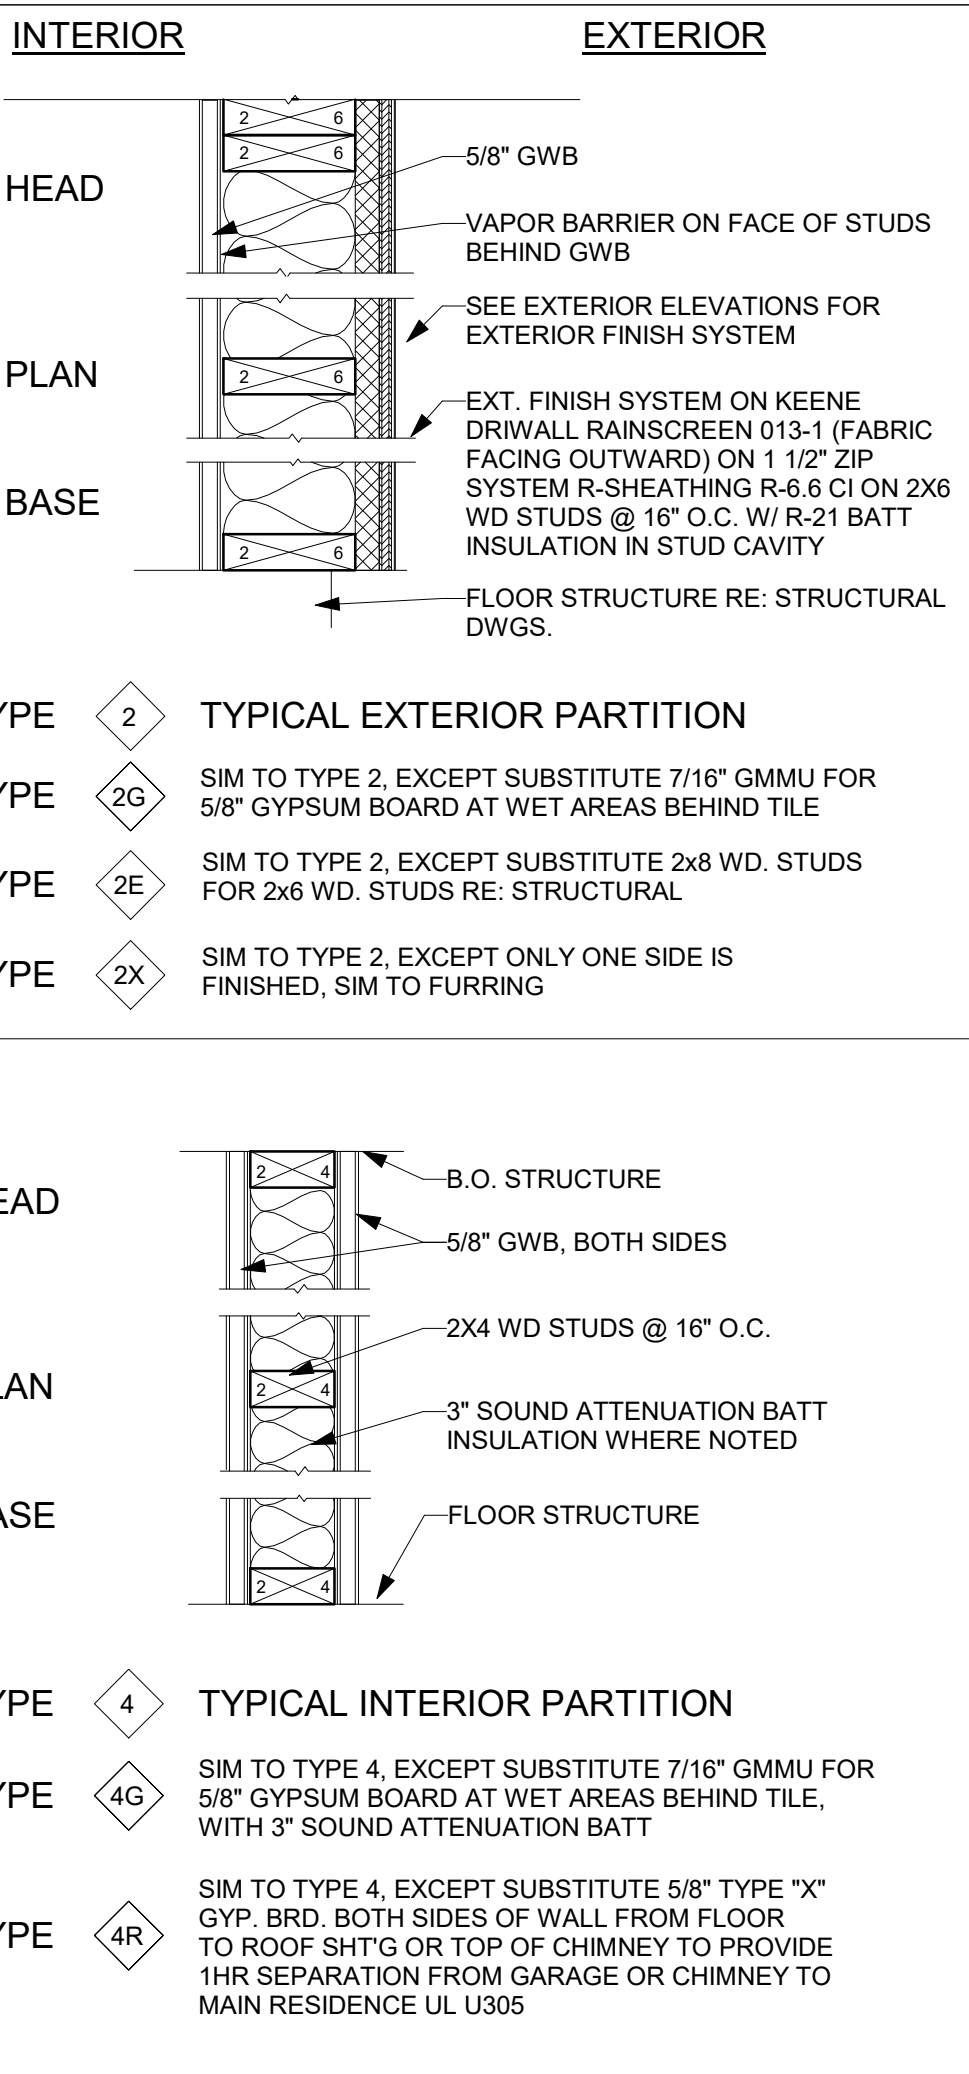 INTERIOR
EXTERIOR
2 6
2 6
5/8" GWB
HEAD
VAPOR BARRIER ON FACE OF STUDS
BEHIND GWB
SEE EXTERIOR ELEVATIONS FOR
EXTERIOR FINISH SYSTEM
PLAN
2 6
EXT. FINISH SYSTEM ON KEENE
DRIWALL RAINSCREEN 013-1 (FABRIC
FACING OUTWARD) ON 1 1/2" ZIP
SYSTEM R-SHEATHING R-6.6 CI ON 2X6
WD STUDS @ 16" O.C. W/ R-21 BATT
INSULATION IN STUD CAVITY
BASE
2 6
FLOOR STRUCTURE RE: STRUCTURAL
DWGS.
YPE 2 TYPICAL EXTERIOR PARTITION
YPE 2G SIM TO TYPE 2, EXCEPT SUBSTITUTE 7/16" GMMU FOR
5/8" GYPSUM BOARD AT WET AREAS BEHIND TILE
YPE 2E SIM TO TYPE 2, EXCEPT SUBSTITUTE 2x8 WD. STUDS
FOR 2x6 WD. STUDS RE: STRUCTURAL
YPE 2X SIM TO TYPE 2, EXCEPT ONLY ONE SIDE IS
FINISHED, SIM TO FURRING
2 4
B.O. STRUCTURE
EAD
5/8" GWB, BOTH SIDES
2X4 WD STUDS @ 16" O.C.
LAN
2 4
3" SOUND ATTENUATION BATT
INSULATION WHERE NOTED
ASE
FLOOR STRUCTURE
2 4
YPE 4 TYPICAL INTERIOR PARTITION
YPE 4G SIM TO TYPE 4, EXCEPT SUBSTITUTE 7/16" GMMU FOR
5/8" GYPSUM BOARD AT WET AREAS BEHIND TILE,
WITH 3" SOUND ATTENUATION BATT
YPE 4R SIM TO TYPE 4, EXCEPT SUBSTITUTE 5/8" TYPE "X"
GYP. BRD. BOTH SIDES OF WALL FROM FLOOR
TO ROOF SHT'G OR TOP OF CHIMNEY TO PROVIDE
1HR SEPARATION FROM GARAGE OR CHIMNEY TO
MAIN RESIDENCE UL U305